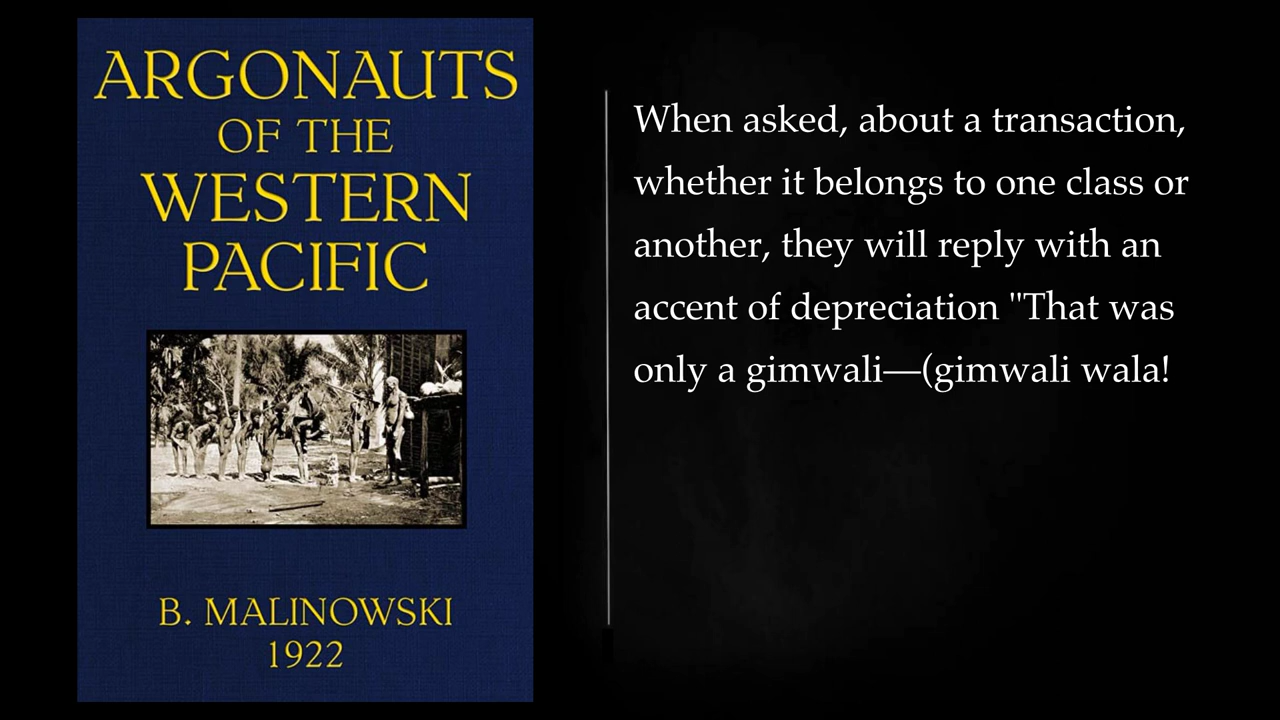 ARGONAUTS
OF THE
WESTERN
PACIFIC
B. MALINOWSKI
1922
When asked, about a transaction,
whether it belongs to one class or
another, they will reply with an
accent of depreciation "That was
only a gimwali—(gimwali wala!